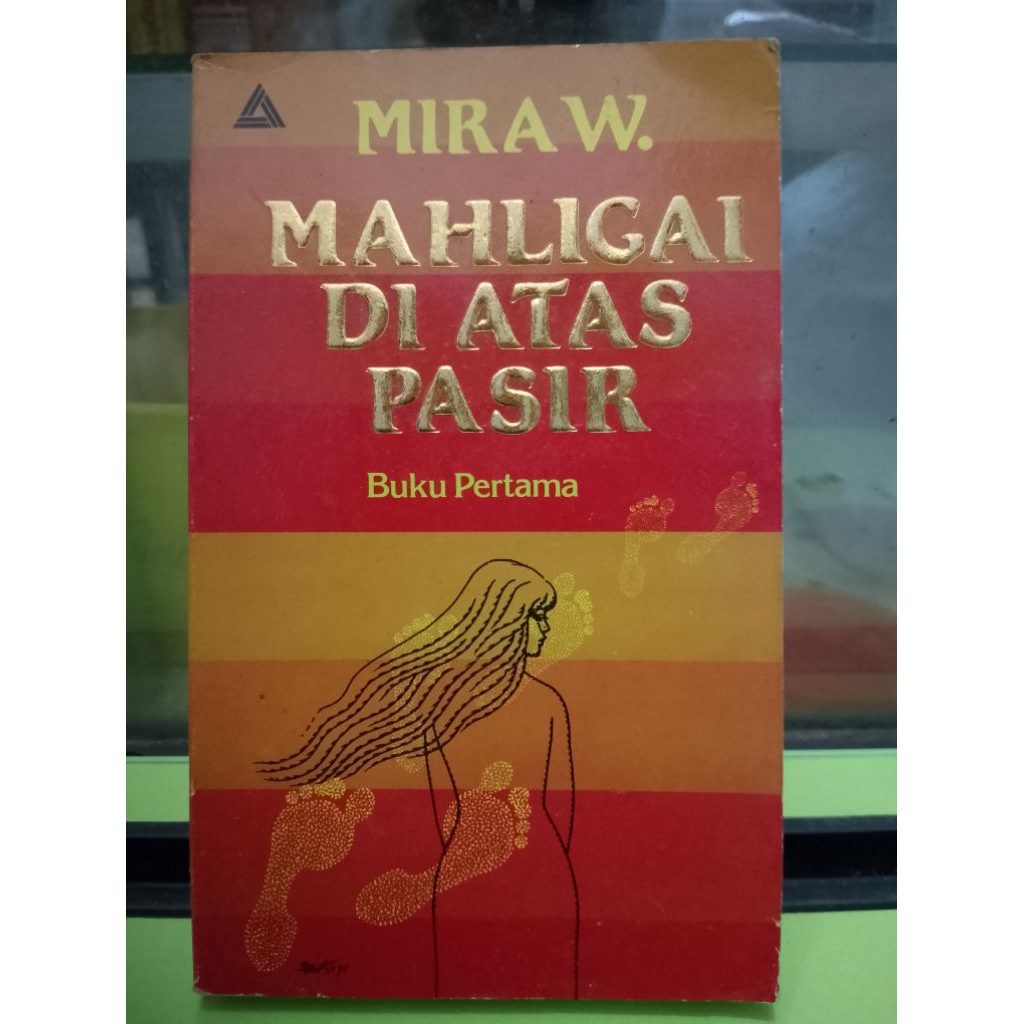 MIRA W.
MAHLIGAI
DI ATAS
PASIR
Buku Pertama